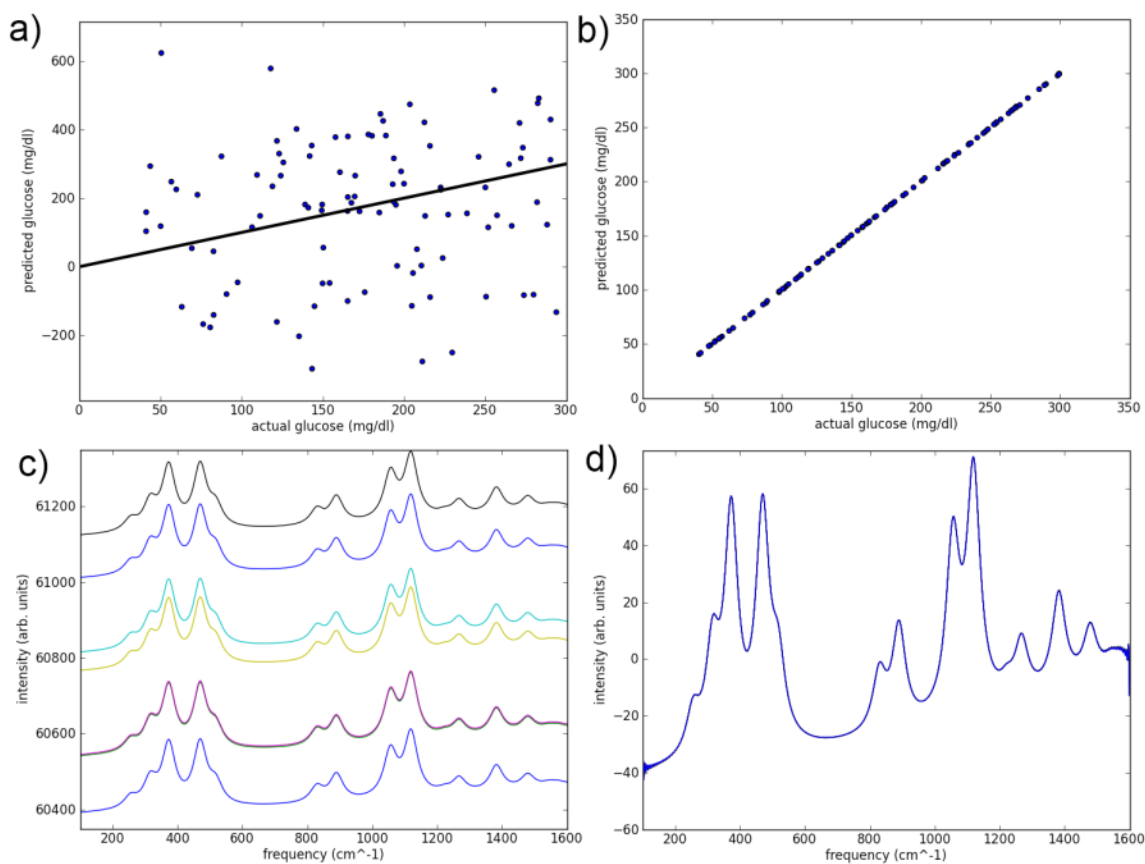 a)
predicted glucose (mg/dl)
600
400
200
0
−200
0 50 100 150 200 250 300
actual glucose (mg/dl)
b)
predicted glucose (mg/dl)
350
300
250
200
150
100
50
0
0 50 100 150 200 250 300 350
actual glucose (mg/dl)
c)
intensity (arb. units)
61200
61000
60800
60600
60400
200 400 600 800 1000 1200 1400 1600
frequency (cm^-1)
d)
intensity (arb. units)
60
40
20
0
−20
−40
−60
200 400 600 800 1000 1200 1400 1600
frequency (cm^-1)